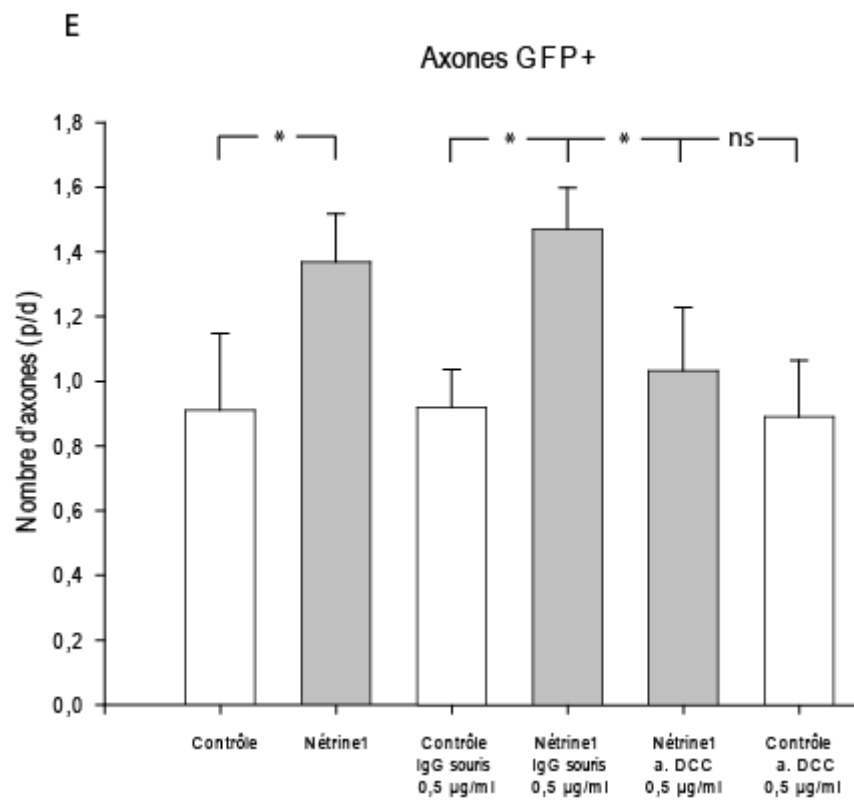 E
Axones GFP+
Nombre d'axones (p/d)
1,8
1,6
1,4
1,2
1,0
0,8
0,6
0,4
0,2
0,0
*
*
*
ns
Contrôle
Nétrine1
Contrôle
IgG souris
0,5 µg/ml
Nétrine1
IgG souris
0,5 µg/ml
Nétrine1
a. DCC
0,5 µg/ml
Contrôle
a. DCC
0,5 µg/ml